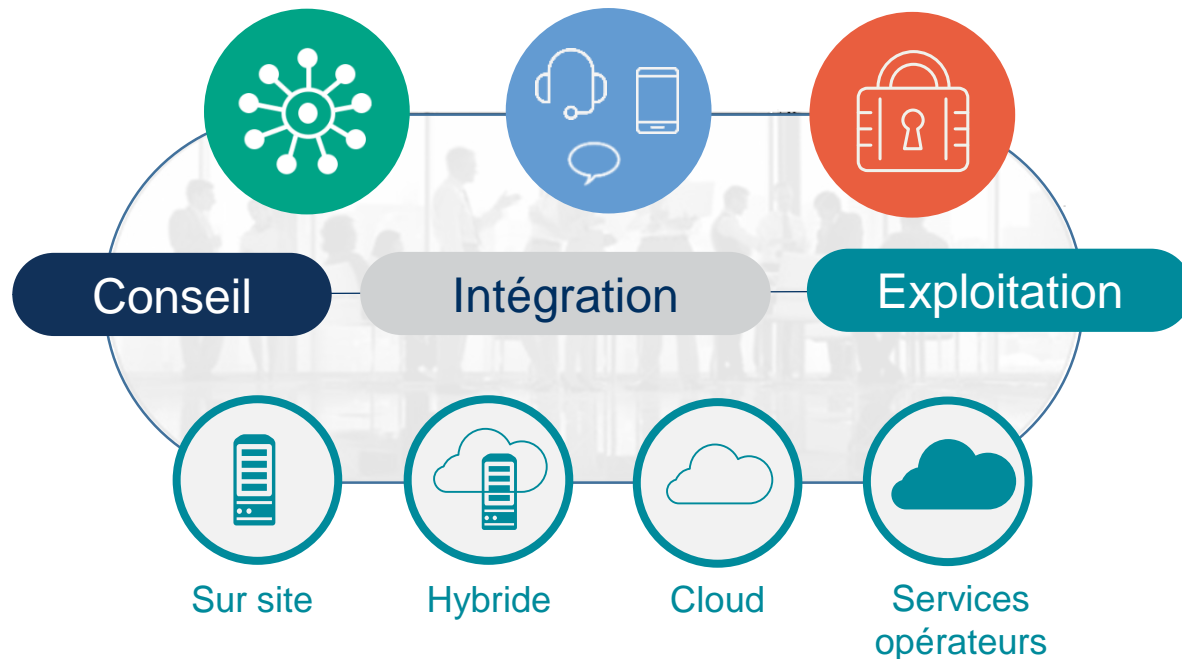 Conseil
Intégration
Exploitation
Sur site
Hybride
Cloud
Services
opérateurs